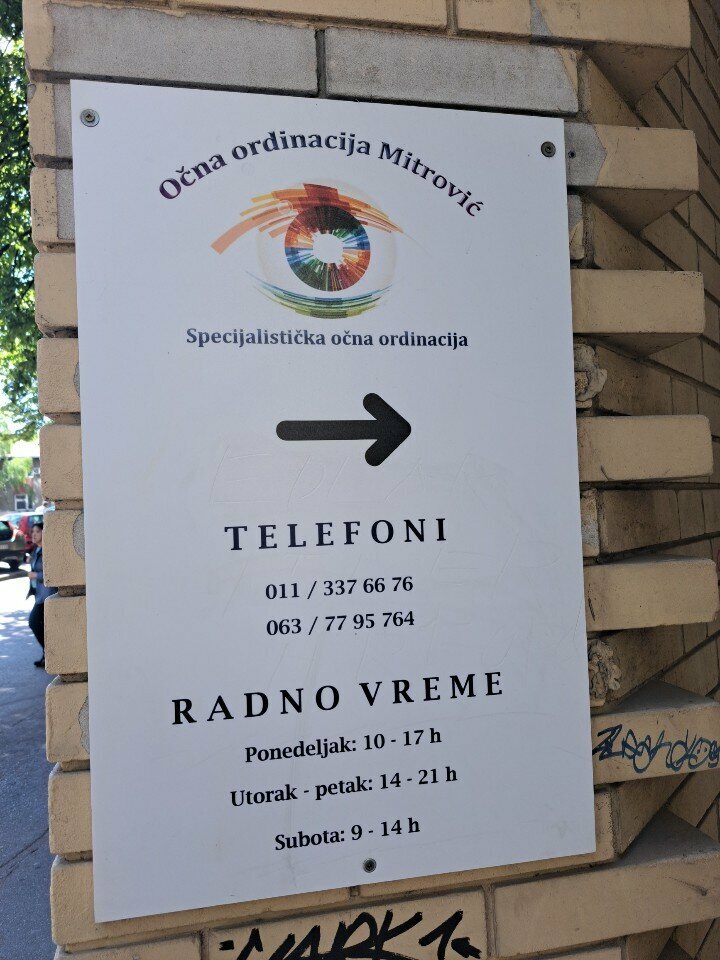 Očna ordinacija Mitrović
Specijalistička očna ordinacija
TELEFONI
011 / 337 66 76
063 / 77 95 764
RADNO VREME
Ponedeljak: 10 - 17 h
Utorak - petak: 14 - 21 h
Subota: 9 - 14 h